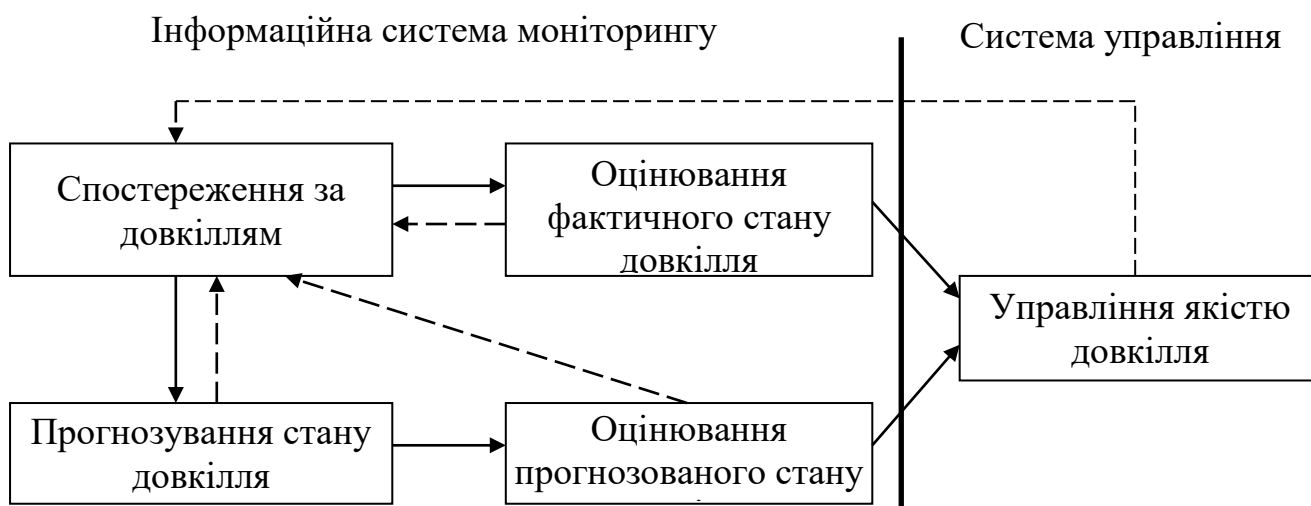 Інформаційна система моніторингу
Система управління
Спостереження за
довкіллям
Оцінювання
фактичного стану
довкілля
Управління якістю
довкілля
Прогнозування стану
довкілля
Оцінювання
прогнозованого стану